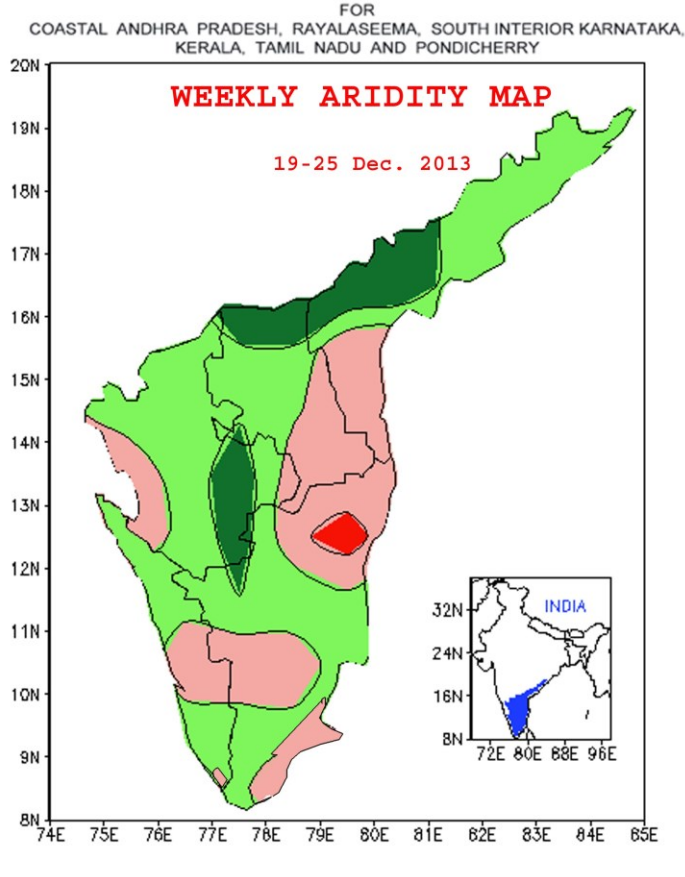 FOR
COASTAL ANDHRA PRADESH, RAYALASEEMA, SOUTH INTERIOR KARNATAKA,
KERALA, TAMIL NADU AND PONDICHERRY
WEEKLY ARIDITY MAP
19-25 Dec. 2013
20N
19N
18N
17N
16N
15N
14N
13N
12N
11N
10N
9N
8N
74E 75E 76E 77E 78E 79E 80E 81E 82E 83E 84E 85E
INDIA
32N
24N
16N
8N
72E 80E 88E 96E